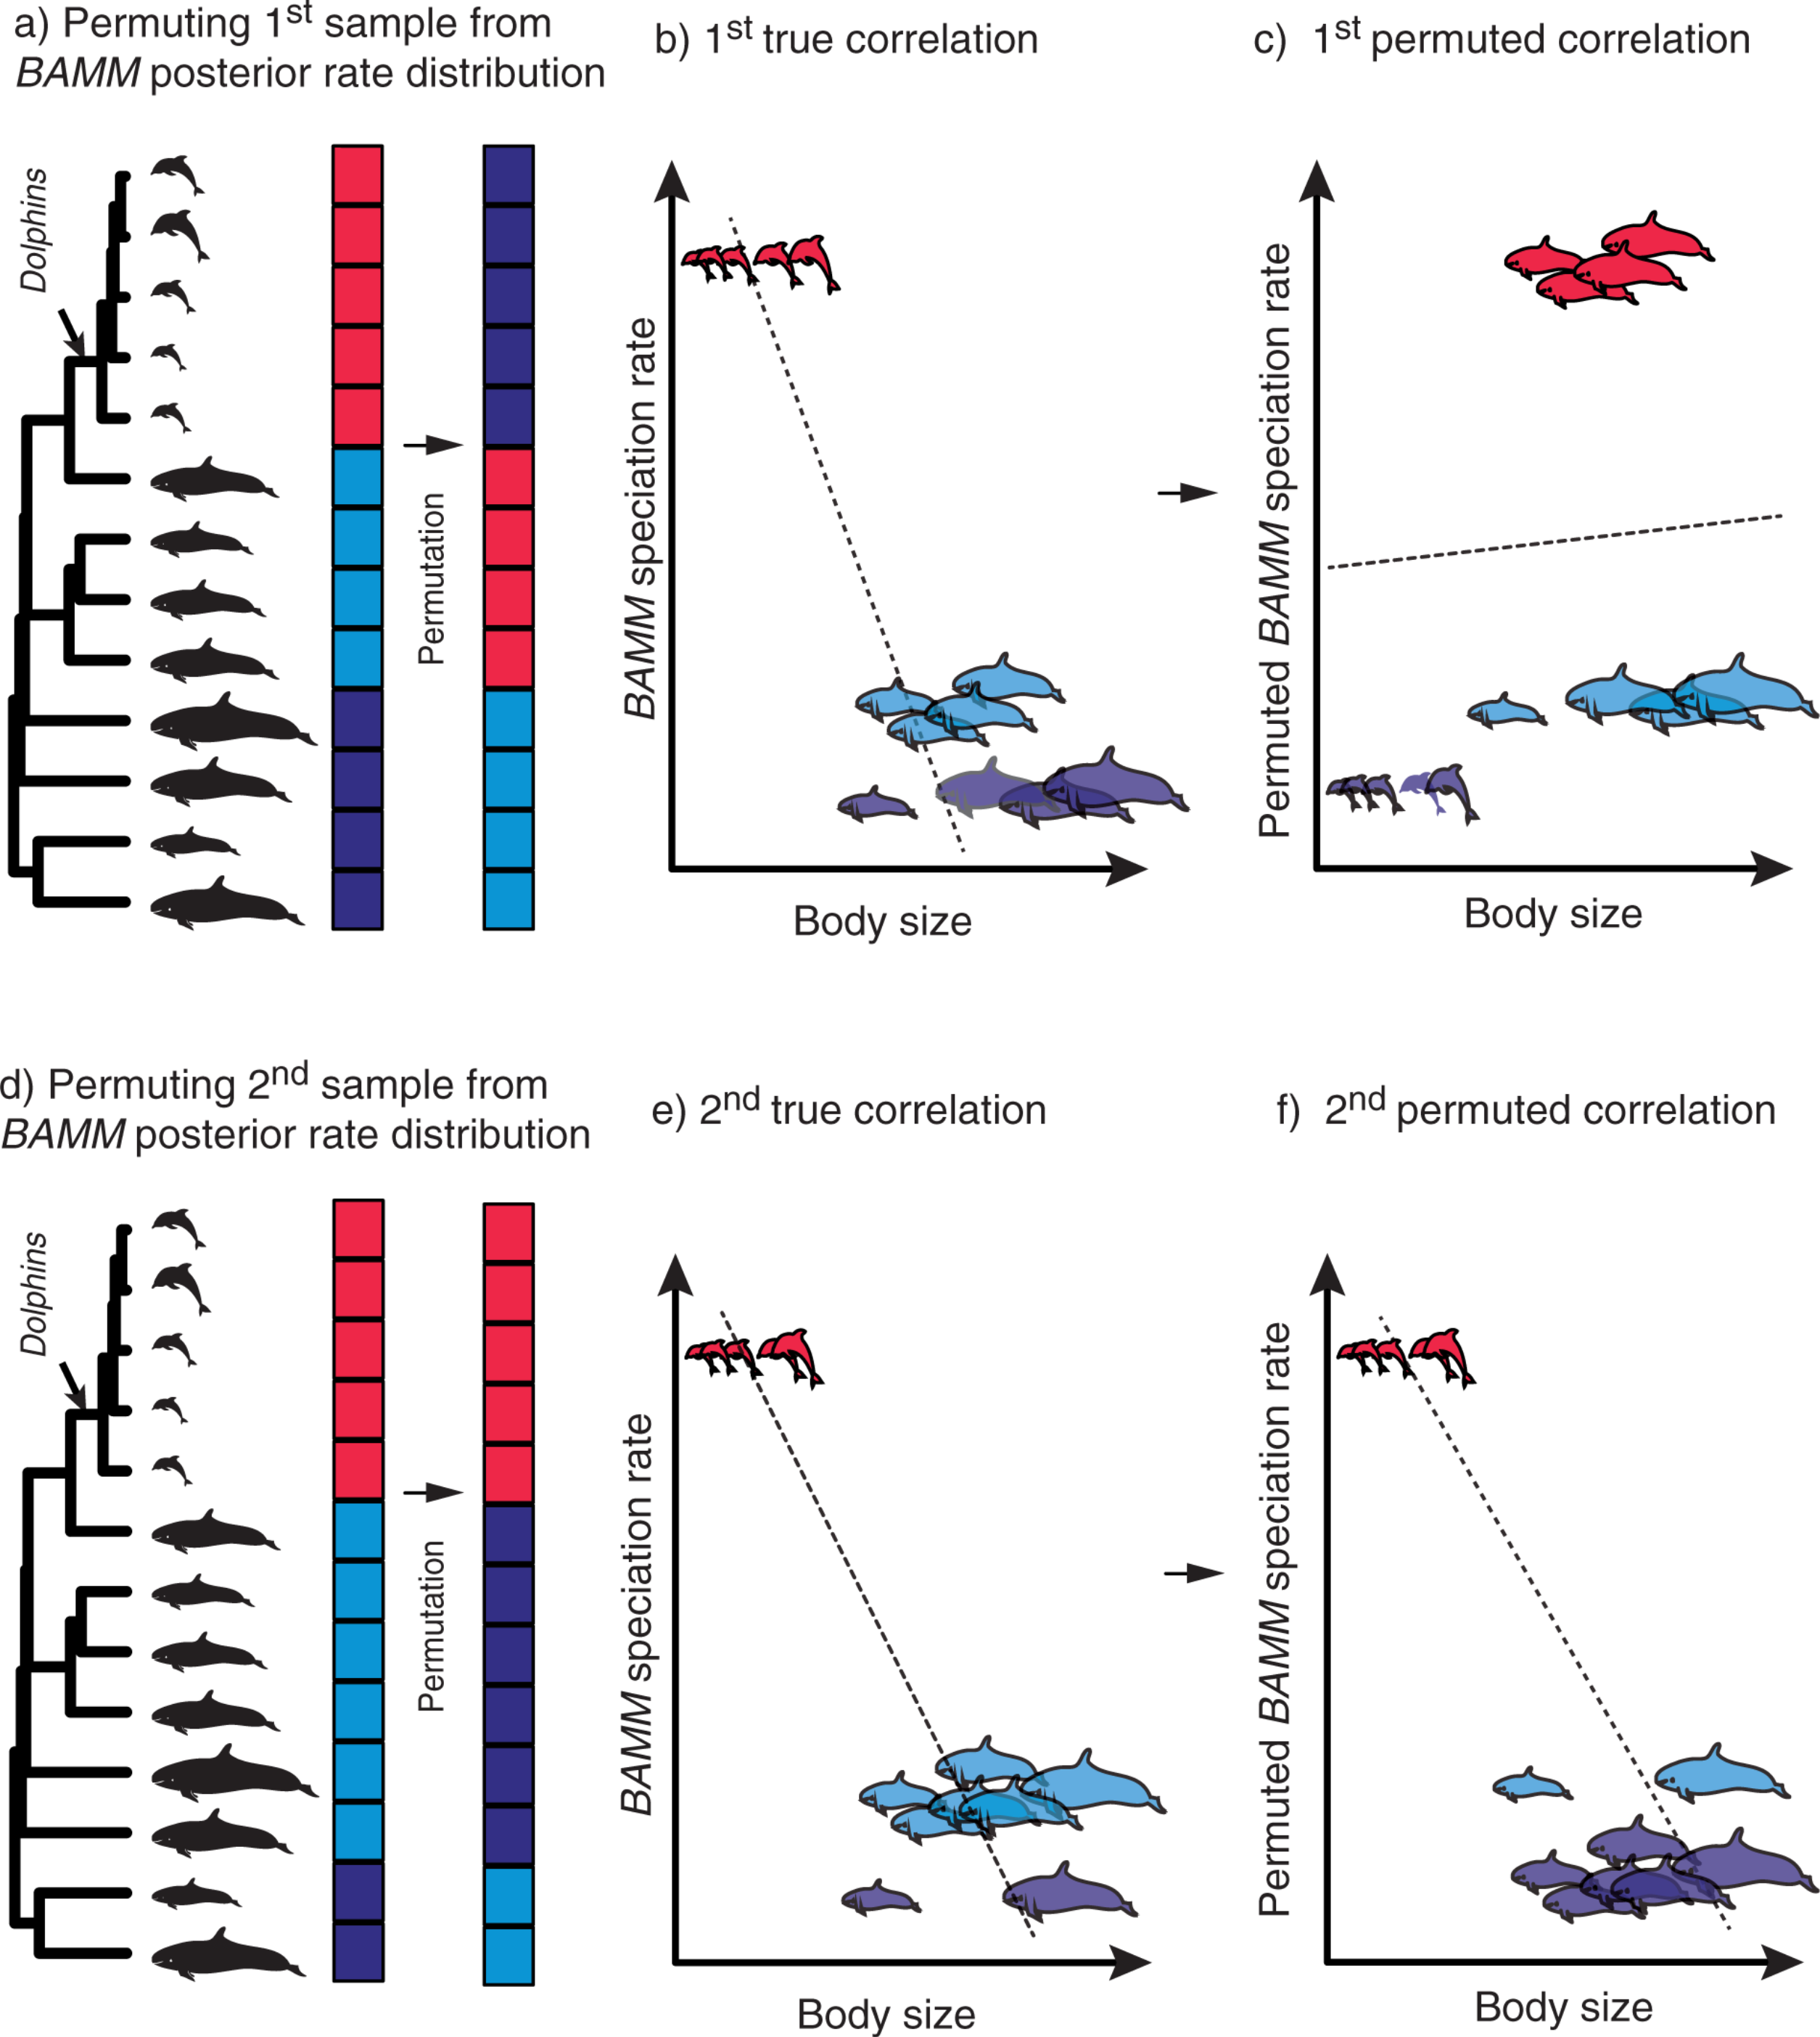 a) Permuting 1st sample from
BAMM posterior rate distribution
b) 1st true correlation
c) 1st permuted correlation
Dolphins
Permutation
BAMM speciation rate
Body size
Permuted BAMM speciation rate
Body size
d) Permuting 2nd sample from
BAMM posterior rate distribution
e) 2nd true correlation
f) 2nd permuted correlation
Dolphins
Permutation
BAMM speciation rate
Body size
Permuted BAMM speciation rate
Body size